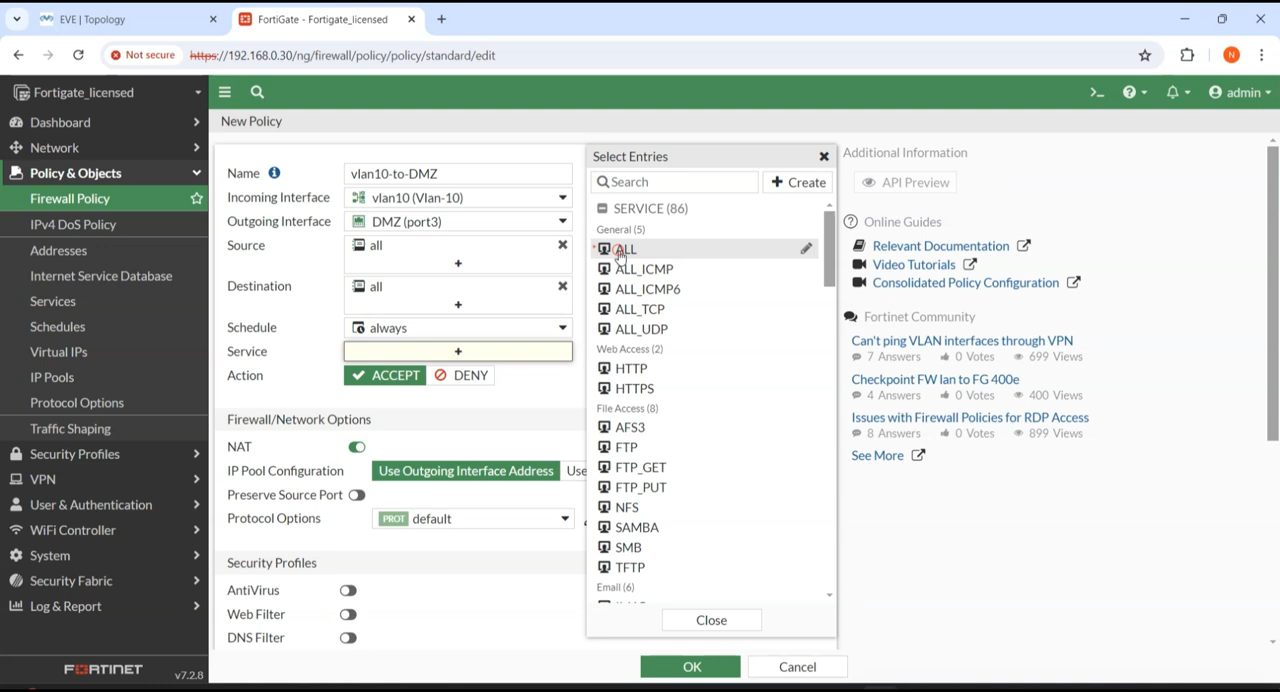 EVE | Topology
FortiGate - Fortigate_licensed
Not secure
https://192.168.0.30/ng/firewall/policy/policy/standard/edit
N
Fortigate_licensed
admin
Dashboard
Network
Policy & Objects
Firewall Policy
IPv4 DoS Policy
Addresses
Internet Service Database
Services
Schedules
Virtual IPs
IP Pools
Protocol Options
Traffic Shaping
Security Profiles
VPN
User & Authentication
WiFi Controller
System
Security Fabric
Log & Report
FORTINET
v7.2.8
New Policy
Name
vlan10-to-DMZ
Incoming Interface
vlan10 (Vlan-10)
Outgoing Interface
DMZ (port3)
Source
all
+
Destination
all
+
Schedule
always
Service
+
Action
ACCEPT
DENY
Firewall/Network Options
NAT
IP Pool Configuration
Use Outgoing Interface Address
Use
Preserve Source Port
Protocol Options
PROT default
Security Profiles
AntiVirus
Web Filter
DNS Filter
Select Entries
Search
+ Create
SERVICE (86)
General (5)
ALL
ALL_ICMP
ALL_ICMP6
ALL_TCP
ALL_UDP
Web Access (2)
HTTP
HTTPS
File Access (8)
AFS3
FTP
FTP_GET
FTP_PUT
NFS
SAMBA
SMB
TFTP
Email (6)
Close
OK
Cancel
Additional Information
API Preview
Online Guides
Relevant Documentation
Video Tutorials
Consolidated Policy Configuration
Fortinet Community
Can't ping VLAN interfaces through VPN
7 Answers 0 Votes 699 Views
Checkpoint FW lan to FG 400e
4 Answers 0 Votes 400 Views
Issues with Firewall Policies for RDP Access
8 Answers 0 Votes 899 Views
See More